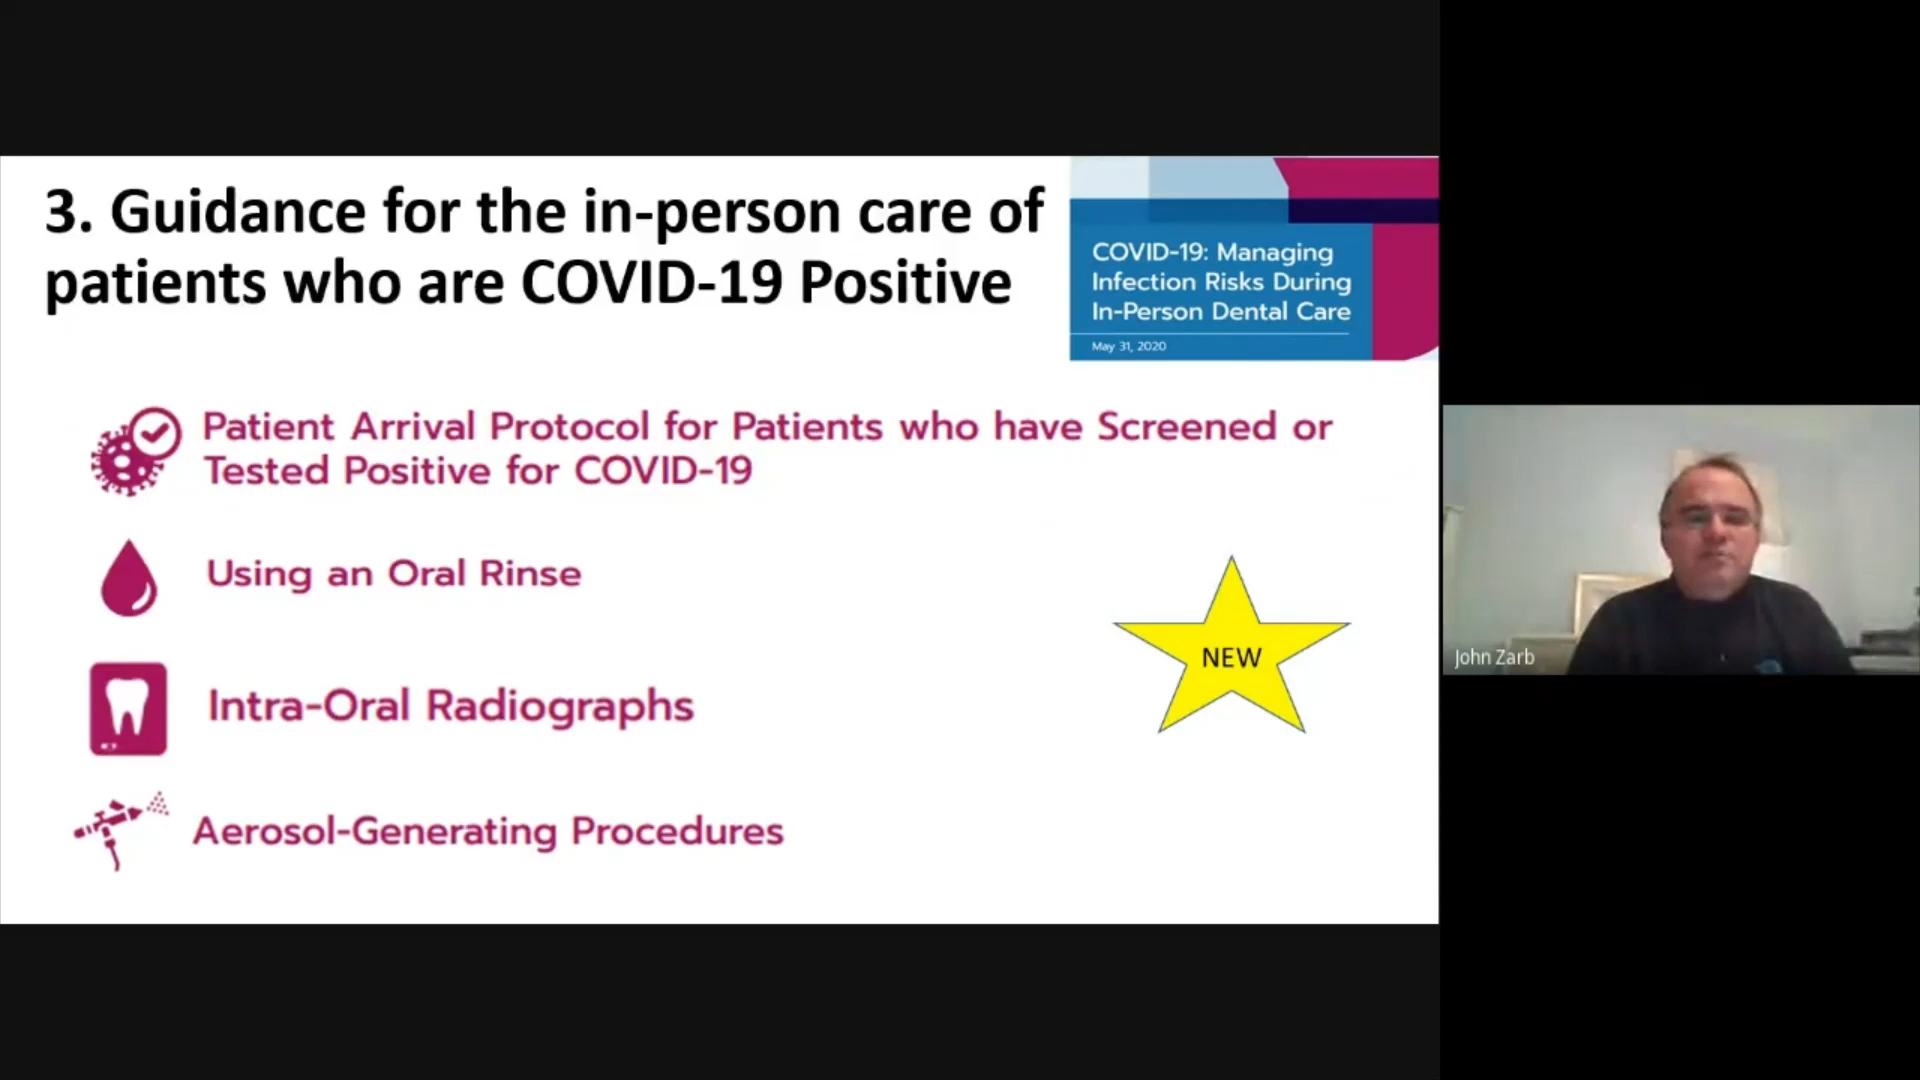 3. Guidance for the in-person care of
patients who are COVID-19 Positive
COVID-19: Managing
Infection Risks During
In-Person Dental Care
May 31, 2020
Patient Arrival Protocol for Patients who have Screened or
Tested Positive for COVID-19
Using an Oral Rinse
NEW
Intra-Oral Radiographs
Aerosol-Generating Procedures
John Zarb